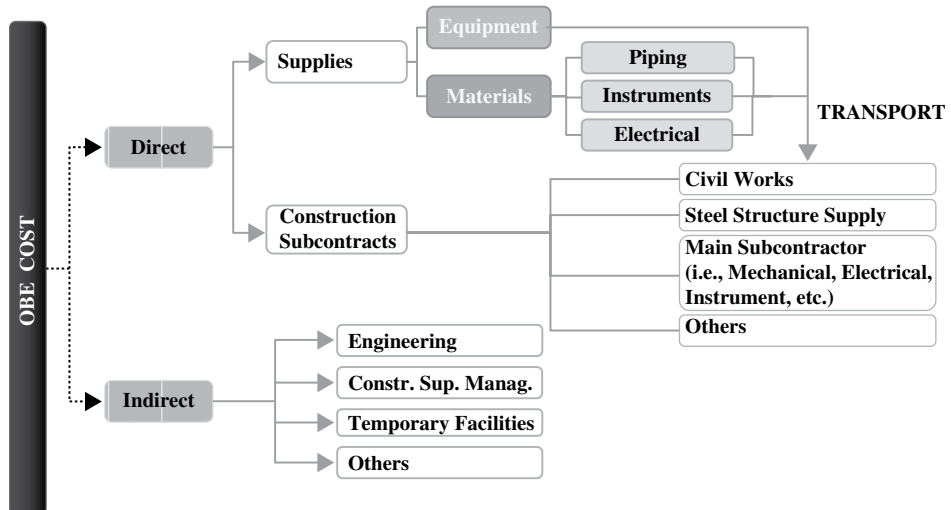 OBE COST
Direct
Indirect
Supplies
Construction
Subcontracts
Equipment
Materials
Piping
Instruments
Electrical
TRANSPORT
Civil Works
Steel Structure Supply
Main Subcontractor
(i.e., Mechanical, Electrical,
Instrument, etc.)
Others
Engineering
Constr. Sup. Manag.
Temporary Facilities
Others